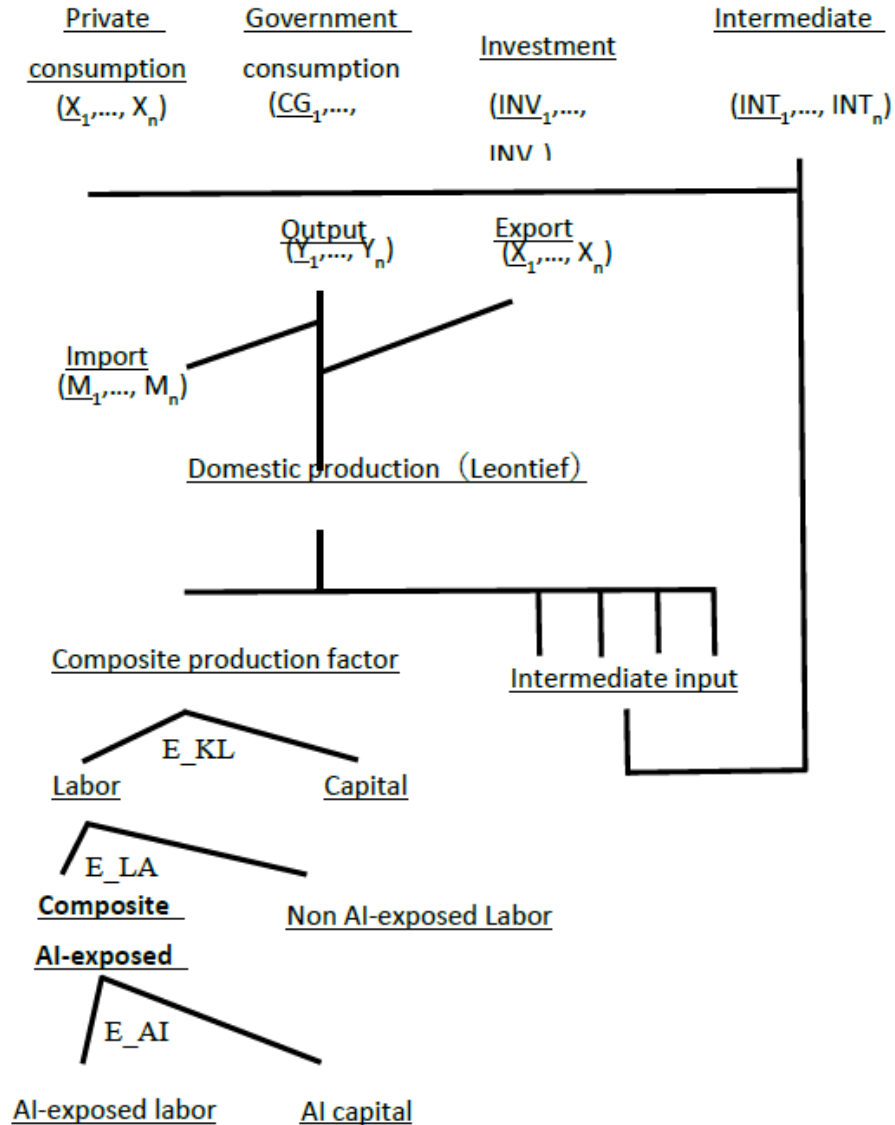 Private
consumption
(X1,..., Xn)
Government
consumption
(CG1,...,
Investment
(INV1,...,
INV )
Intermediate
(INT1,..., INTn)
Output
(Y1,..., Yn)
Export
(X1,..., Xn)
Import
(M1,..., Mn)
Domestic production（Leontief）
Composite production factor
Intermediate input
E_KL
Labor
Capital
E_LA
Composite
AI-exposed
Non AI-exposed Labor
E_AI
AI-exposed labor
AI capital